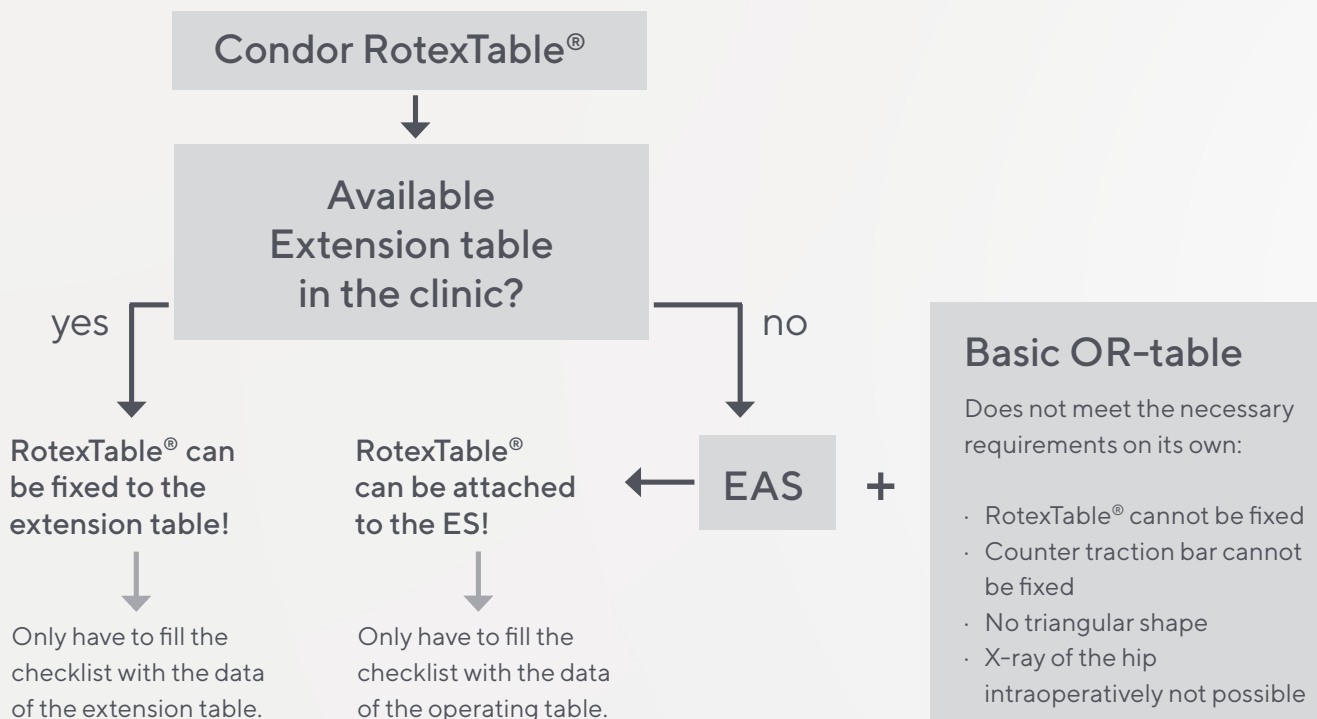 Condor RotexTable®
Available
Extension table
in the clinic?
yes
no
RotexTable® can
be fixed to the
extension table!
Only have to fill the
checklist with the data
of the extension table.
RotexTable®
can be attached
to the ES!
Only have to fill the
checklist with the data
of the operating table.
EAS
+
Basic OR-table
Does not meet the necessary
requirements on its own:
· RotexTable® cannot be fixed
· Counter traction bar cannot
be fixed
· No triangular shape
· X-ray of the hip
intraoperatively not possible